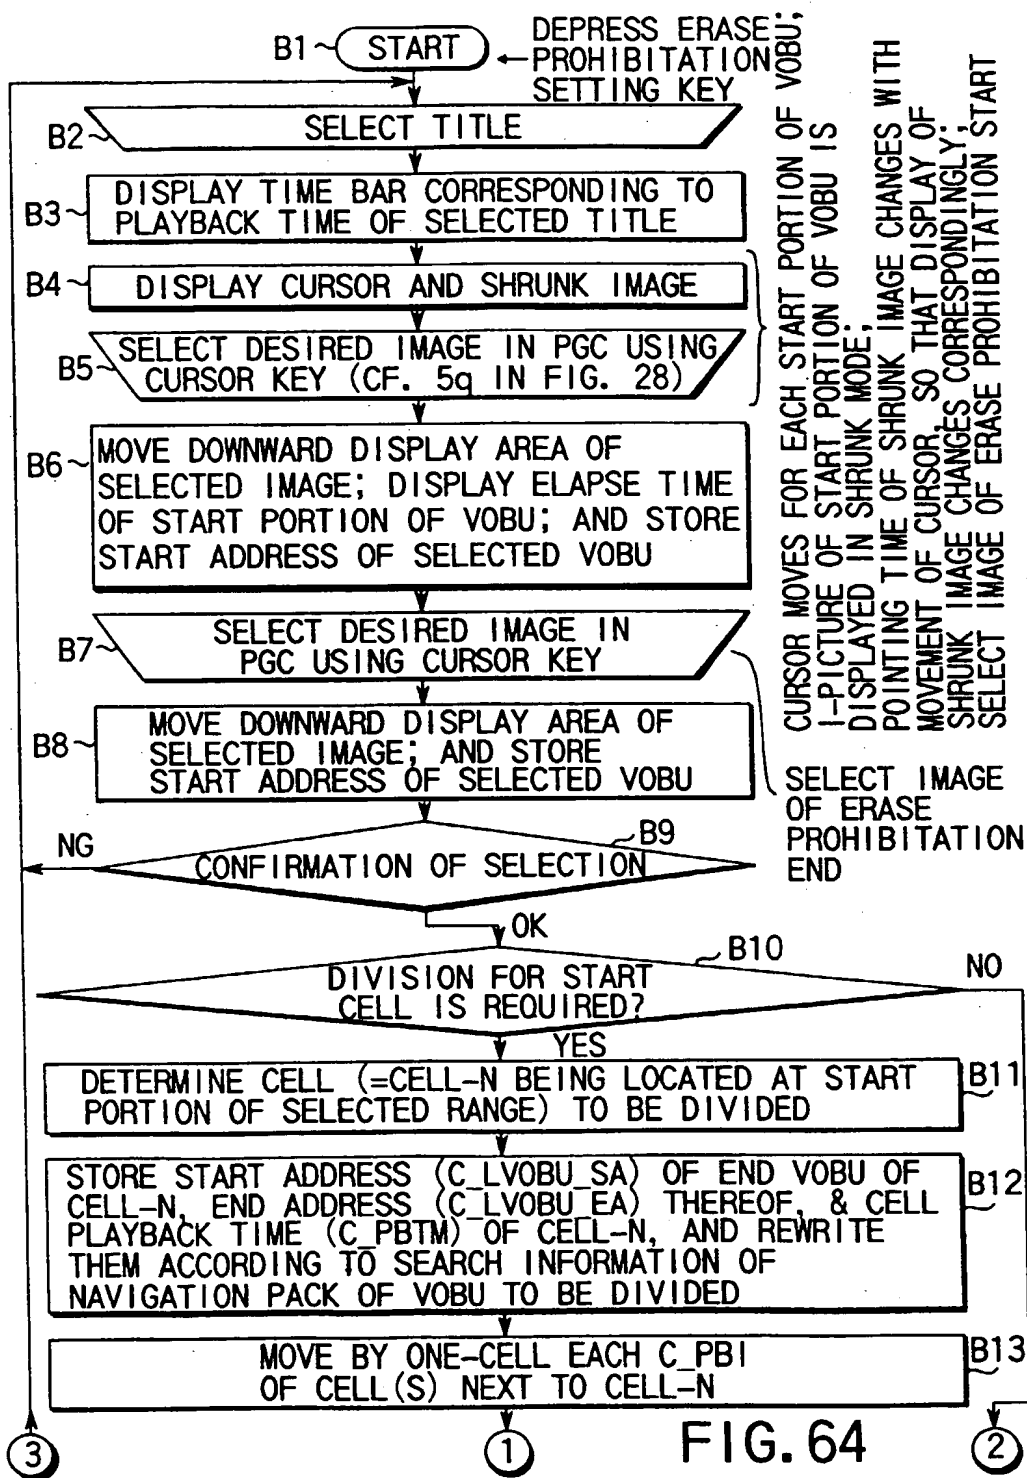 B1
START
DEPRESS ERASE
PROHIBITATION
SETTING KEY
B2
SELECT TITLE
B3
DISPLAY TIME BAR CORRESPONDING TO
PLAYBACK TIME OF SELECTED TITLE
B4
DISPLAY CURSOR AND SHRUNK IMAGE
B5
SELECT DESIRED IMAGE IN PGC USING
CURSOR KEY (CF. 5q IN FIG. 28)
CURSOR MOVES FOR EACH START PORTION OF VOBU;
I-PICTURE OF START PORTION OF VOBU IS
DISPLAYED IN SHRUNK MODE;
POINTING TIME OF SHRUNK IMAGE CHANGES WITH
MOVEMENT OF CURSOR, SO THAT DISPLAY OF
SHRUNK IMAGE CHANGES CORRESPONDINGLY;
SELECT IMAGE OF ERASE PROHIBITATION START
B6
MOVE DOWNWARD DISPLAY AREA OF
SELECTED IMAGE; DISPLAY ELAPSE TIME
OF START PORTION OF VOBU; AND STORE
START ADDRESS OF SELECTED VOBU
B7
SELECT DESIRED IMAGE IN
PGC USING CURSOR KEY
SELECT IMAGE
OF ERASE
PROHIBITATION
END
B8
MOVE DOWNWARD DISPLAY AREA OF
SELECTED IMAGE; AND STORE
START ADDRESS OF SELECTED VOBU
B9
NG
CONFIRMATION OF SELECTION
OK
B10
NO
DIVISION FOR START
CELL IS REQUIRED?
YES
DETERMINE CELL (=CELL-N BEING LOCATED AT START
PORTION OF SELECTED RANGE) TO BE DIVIDED
B11
STORE START ADDRESS (C_LVOBU_SA) OF END VOBU OF
CELL-N, END ADDRESS (C_LVOBU_EA) THEREOF, & CELL
PLAYBACK TIME (C_PBTM) OF CELL-N, AND REWRITE
THEM ACCORDING TO SEARCH INFORMATION OF
NAVIGATION PACK OF VOBU TO BE DIVIDED
B12
MOVE BY ONE-CELL EACH C_PBI
OF CELL(S) NEXT TO CELL-N
B13
3
1
FIG. 64
2